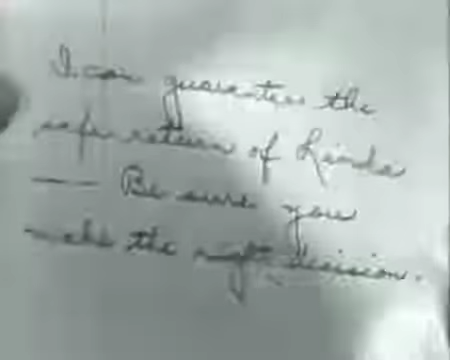 I can guarantee the
safe return of Linda
— Be sure you
make the right decision.